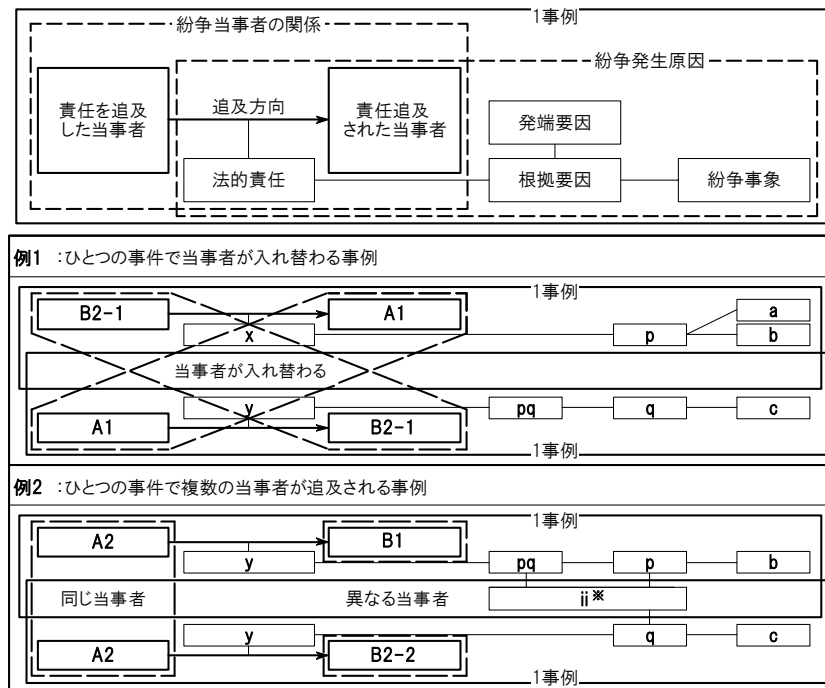 1事例
紛争当事者の関係
紛争発生原因
責任を追及
した当事者
追及方向
責任追及
された当事者
発端要因
法的責任
根拠要因
紛争事象
例1 :ひとつの事件で当事者が入れ替わる事例
1事例
B2-1
A1
a
x
p
b
当事者が入れ替わる
y
pq
q
c
A1
B2-1
1事例
例2 :ひとつの事件で複数の当事者が追及される事例
1事例
A2
B1
y
pq
p
b
同じ当事者
異なる当事者
ii※
y
q
c
A2
B2-2
1事例